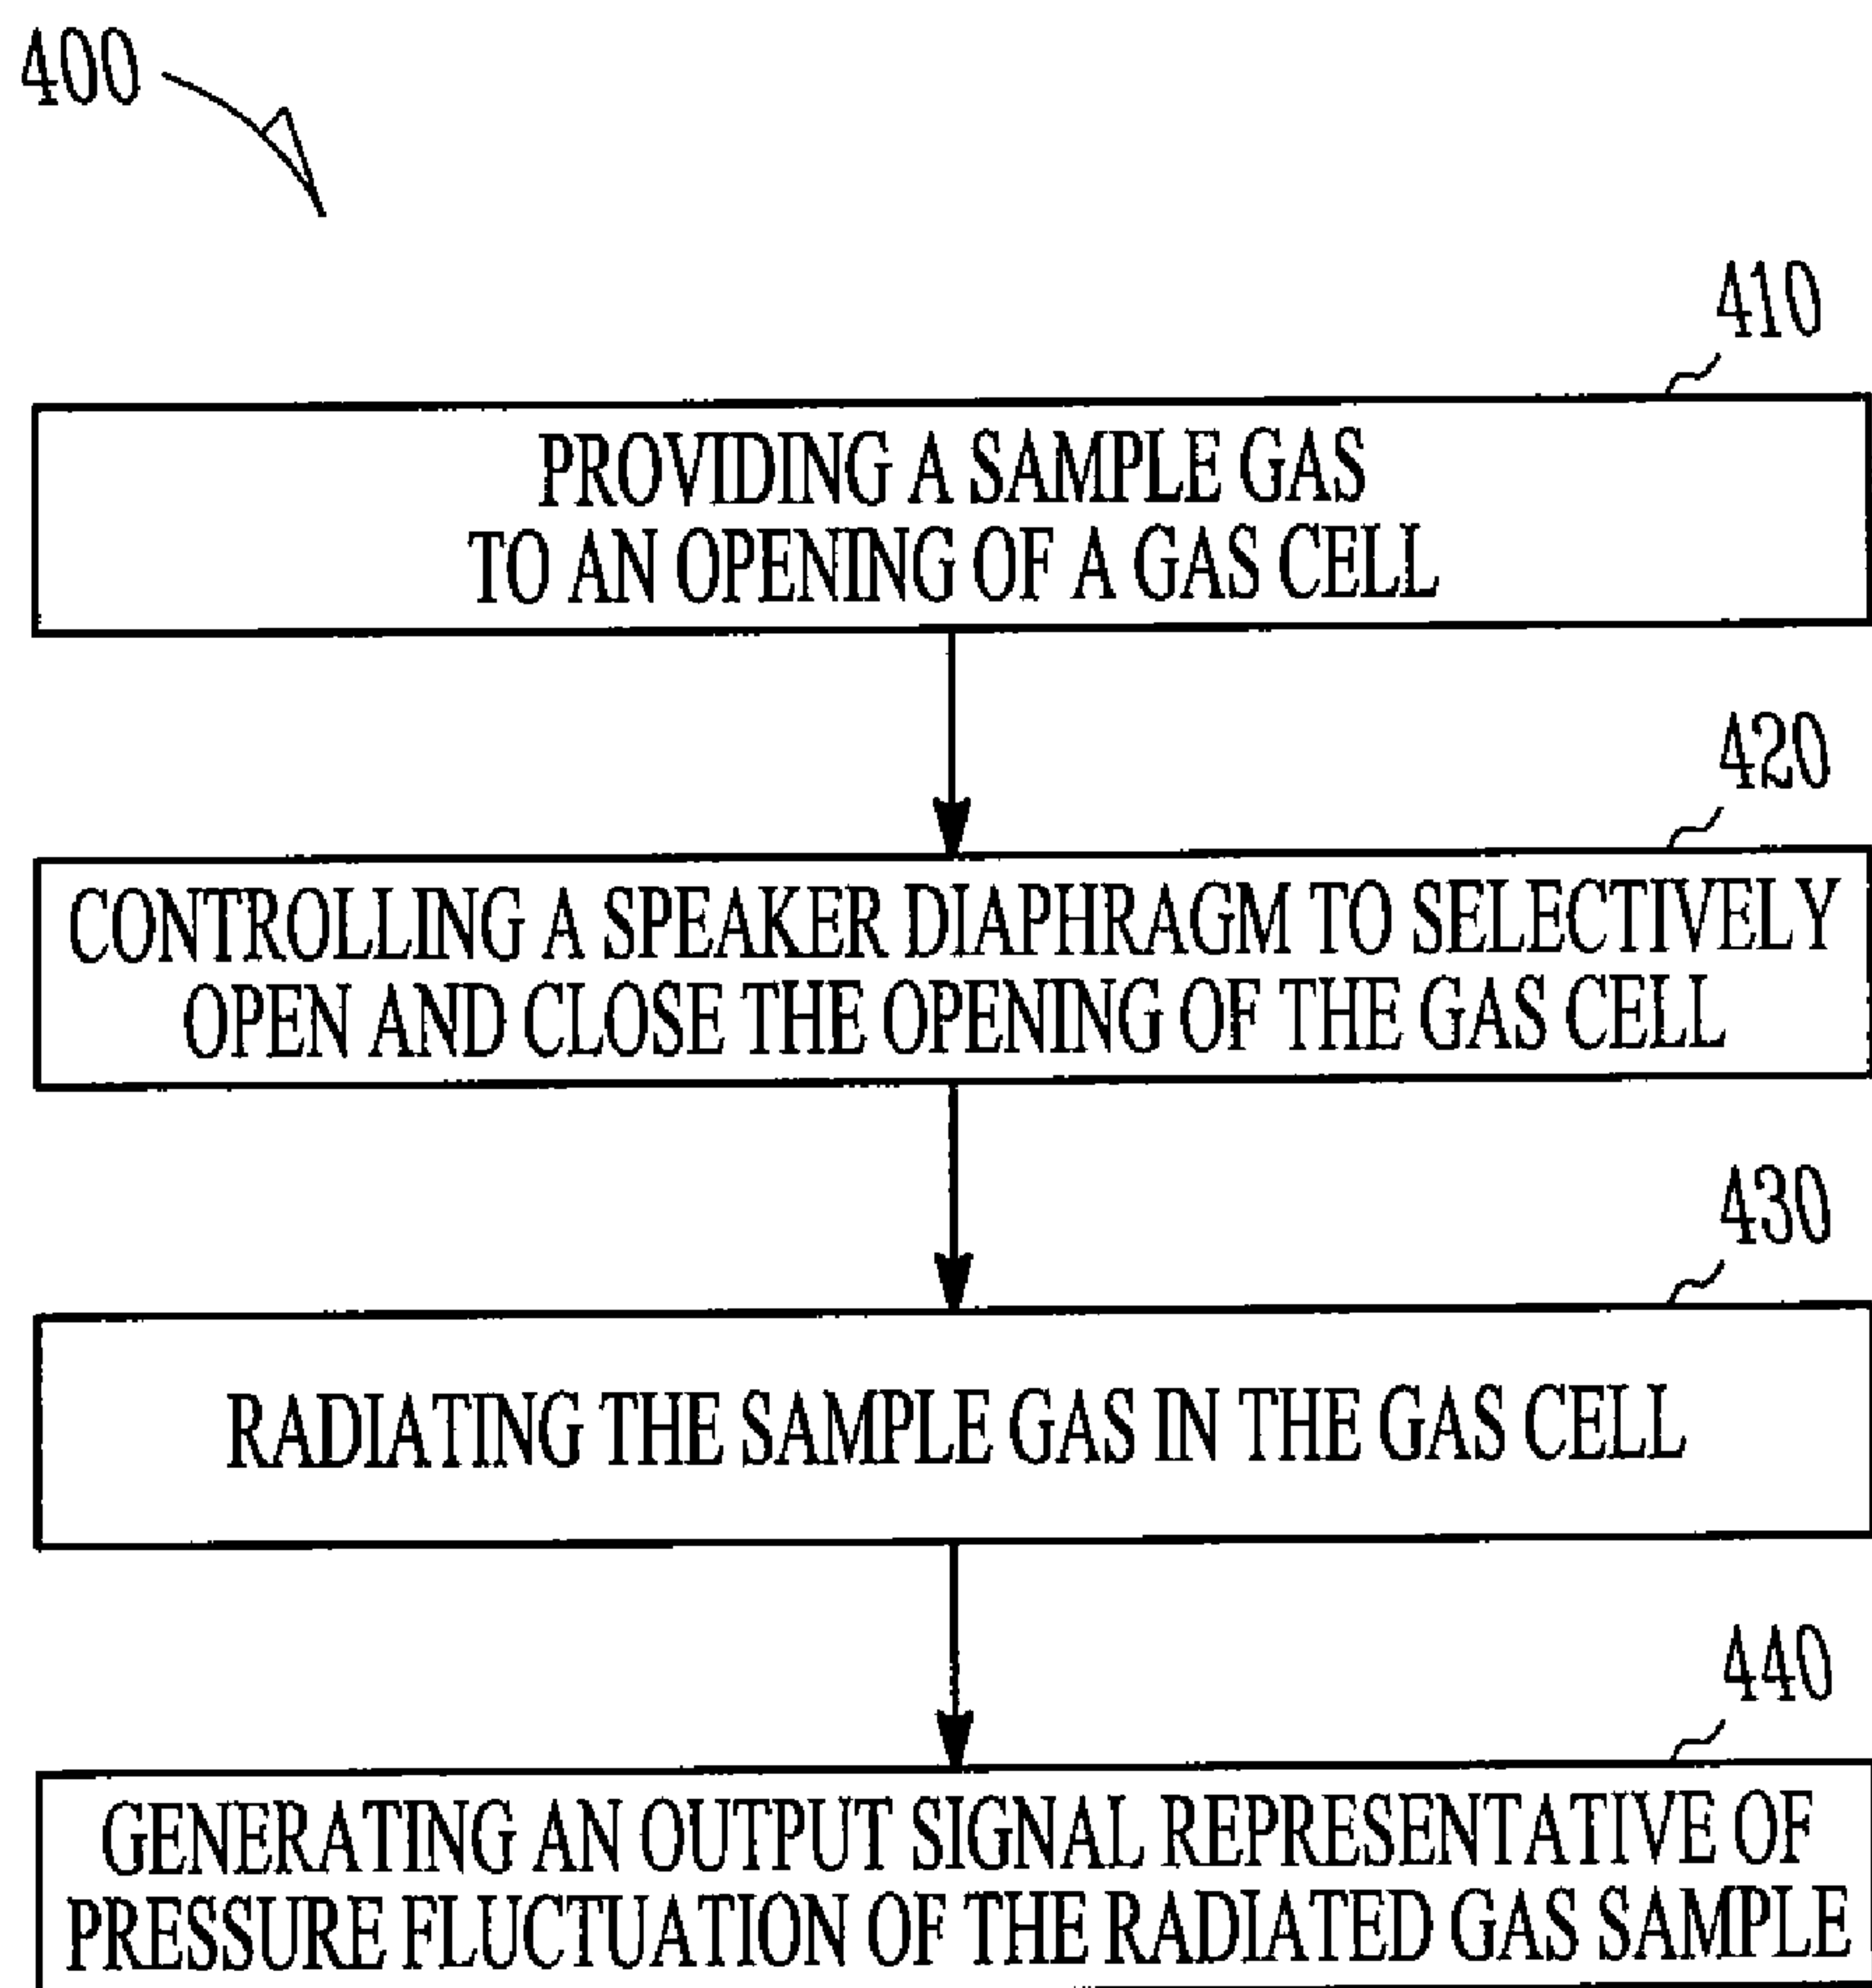 400
410
PROVIDING A SAMPLE GAS
TO AN OPENING OF A GAS CELL
420
CONTROLLING A SPEAKER DIAPHRAGM TO SELECTIVELY
OPEN AND CLOSE THE OPENING OF THE GAS CELL
430
RADIATING THE SAMPLE GAS IN THE GAS CELL
440
GENERATING AN OUTPUT SIGNAL REPRESENTATIVE OF
PRESSURE FLUCTUATION OF THE RADIATED GAS SAMPLE